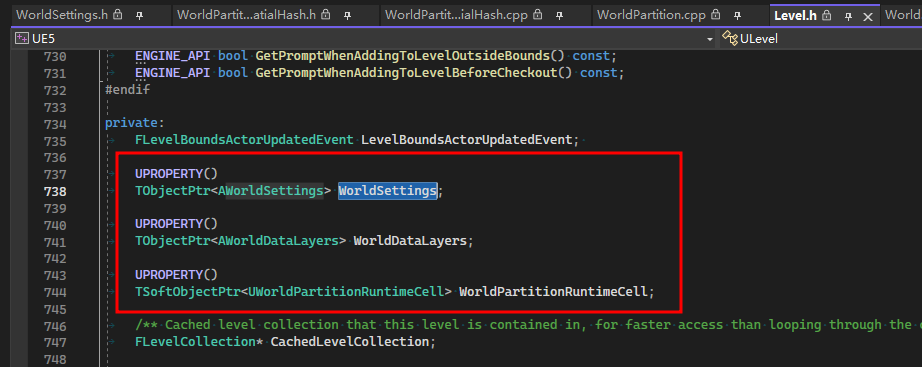 WorldSettings.h
WorldPartit...atialHash.h
WorldPartit...ialHash.cpp
WorldPartition.cpp
Level.h
WorldPartition
UE5
ULevel
730 ENGINE_API bool GetPromptWhenAddingToLevelOutsideBounds() const;
731 ENGINE_API bool GetPromptWhenAddingToLevelBeforeCheckout() const;
732 #endif
733
734 private:
735 FLevelBoundsActorUpdatedEvent LevelBoundsActorUpdatedEvent;
736
737 UPROPERTY()
738 TObjectPtr<AWorldSettings> WorldSettings;
739
740 UPROPERTY()
741 TObjectPtr<AWorldDataLayers> WorldDataLayers;
742
743 UPROPERTY()
744 TSoftObjectPtr<UWorldPartitionRuntimeCell> WorldPartitionRuntimeCell;
745
746 /** Cached level collection that this level is contained in, for faster access than looping through the
747 FLevelCollection* CachedLevelCollection;
748